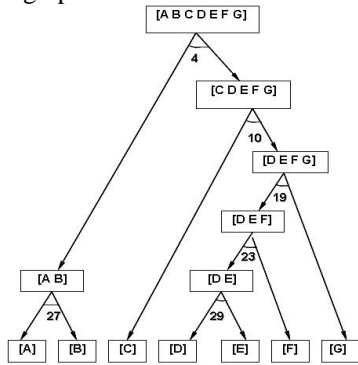 [A B C D E F G]
4
[C D E F G]
10
[D E F G]
19
[D E F]
23
[A B]
27
[D E]
29
[A]
[B]
[C]
[D]
[E]
[F]
[G]